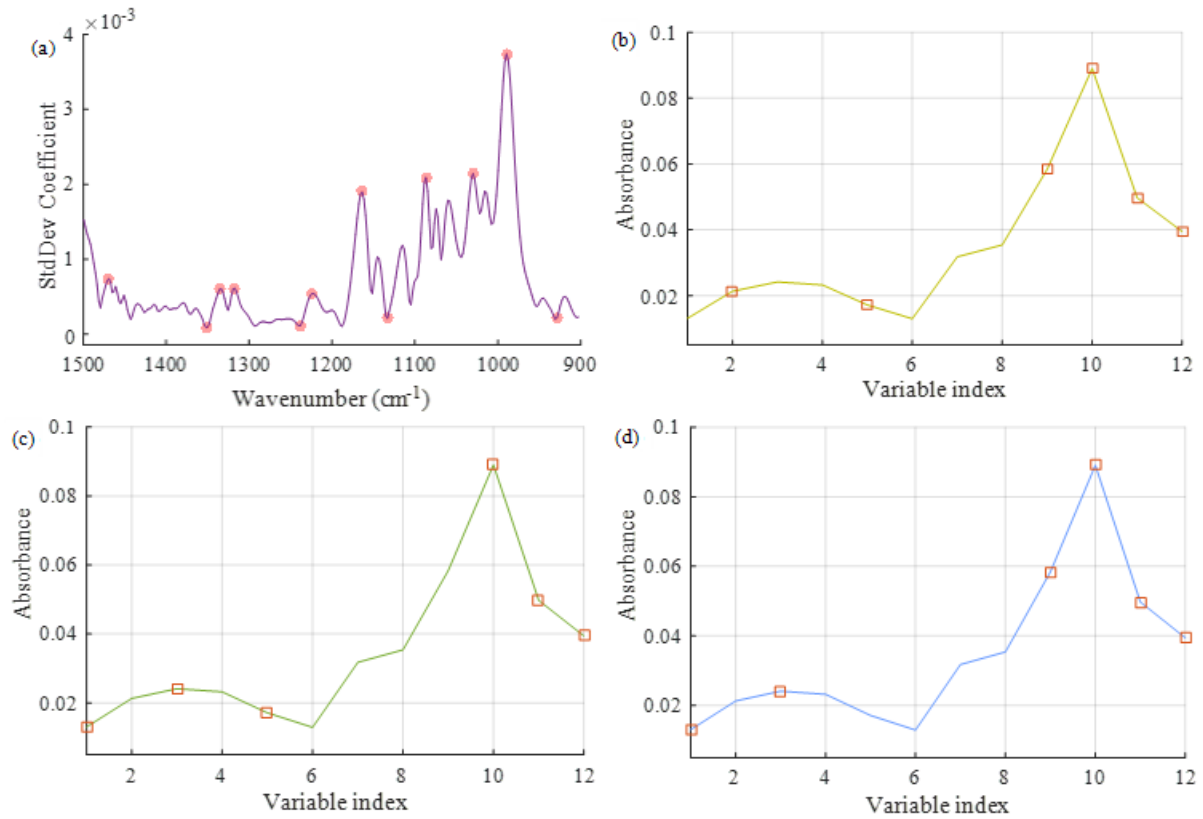 (a)
×10⁻³
4
3
2
1
0
StdDev Coefficient
1500 1400 1300 1200 1100 1000 900
Wavenumber (cm⁻¹)
(b)
0.1
0.08
0.06
0.04
0.02
Absorbance
2 4 6 8 10 12
Variable index
(c)
0.1
0.08
0.06
0.04
0.02
Absorbance
2 4 6 8 10 12
Variable index
(d)
0.1
0.08
0.06
0.04
0.02
Absorbance
2 4 6 8 10 12
Variable index